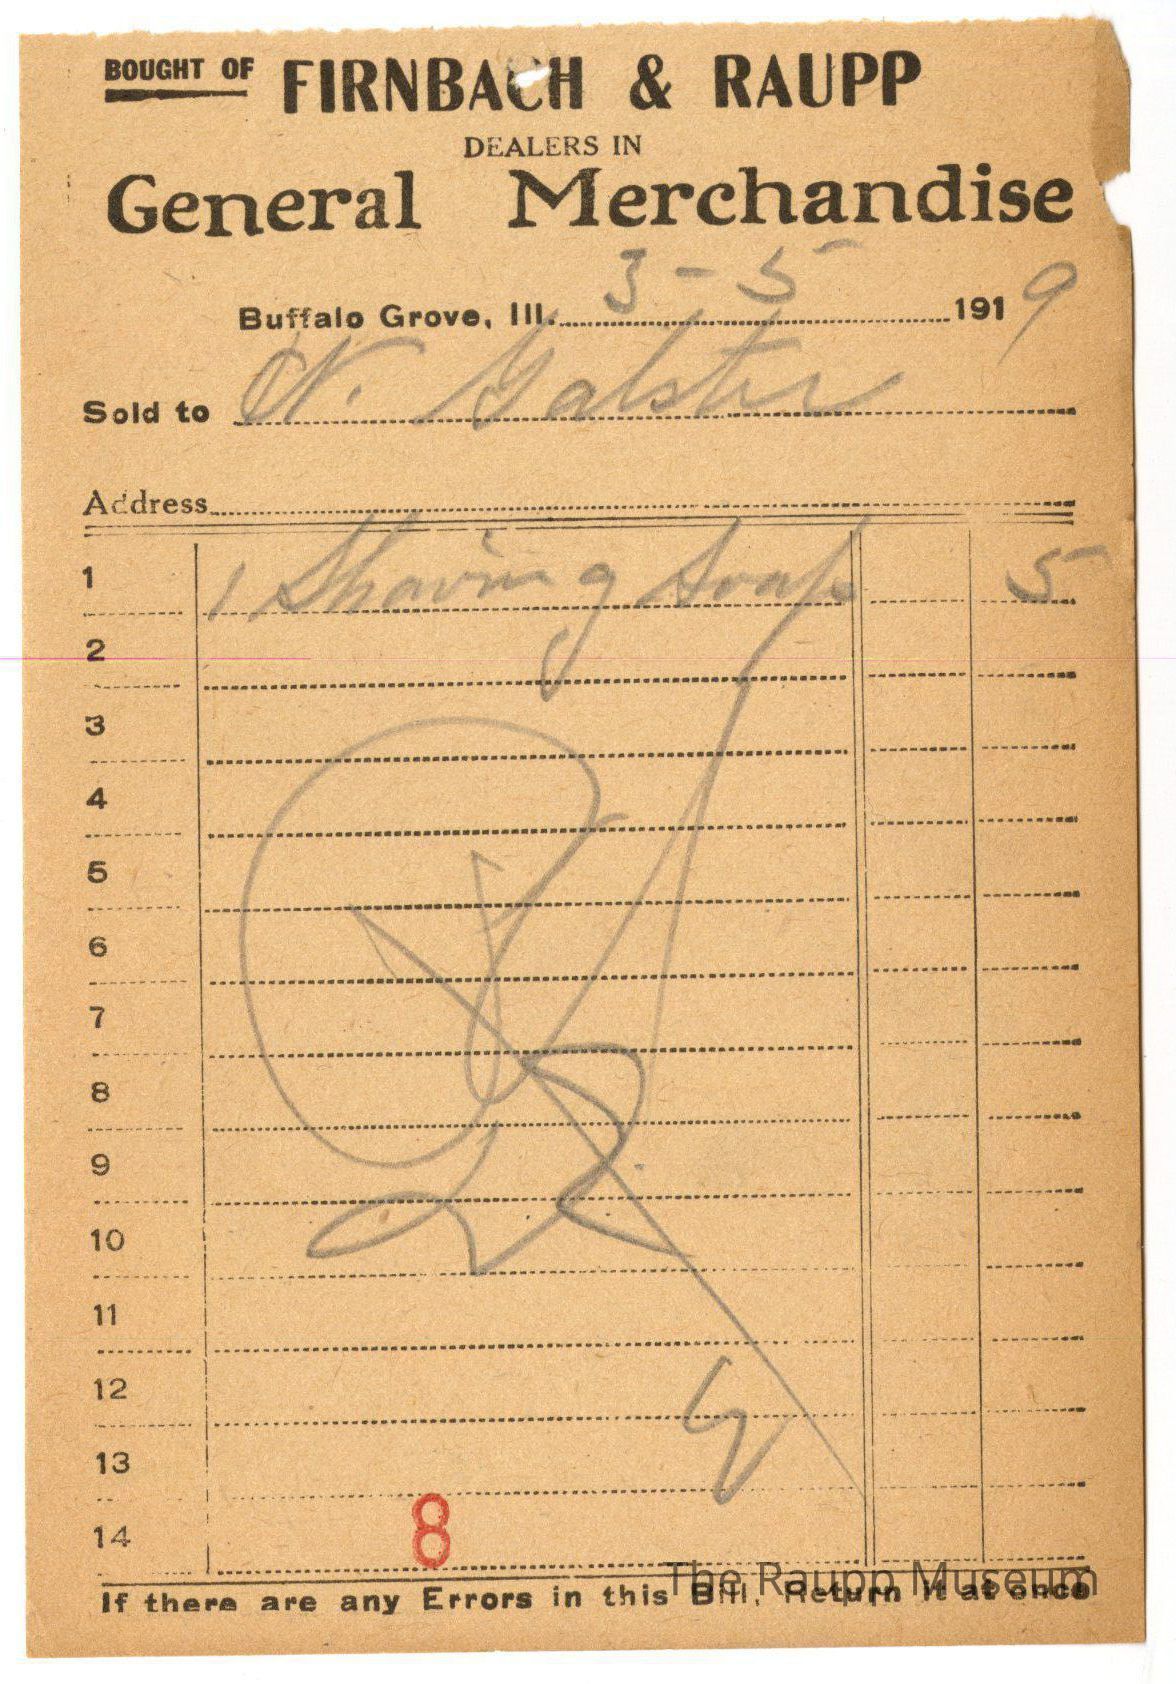 BOUGHT OF FIRNBACH & RAUPP
DEALERS IN
General Merchandise
Buffalo Grove, Ill. 3-5 1919
Sold to N. Galster
Address
1 1 Shaving Soap 5
2
3
4
5
6
7
8
9
10
11
12
13
14 8
If there are any Errors in this Bill, Return it at once
The Raupp Museum